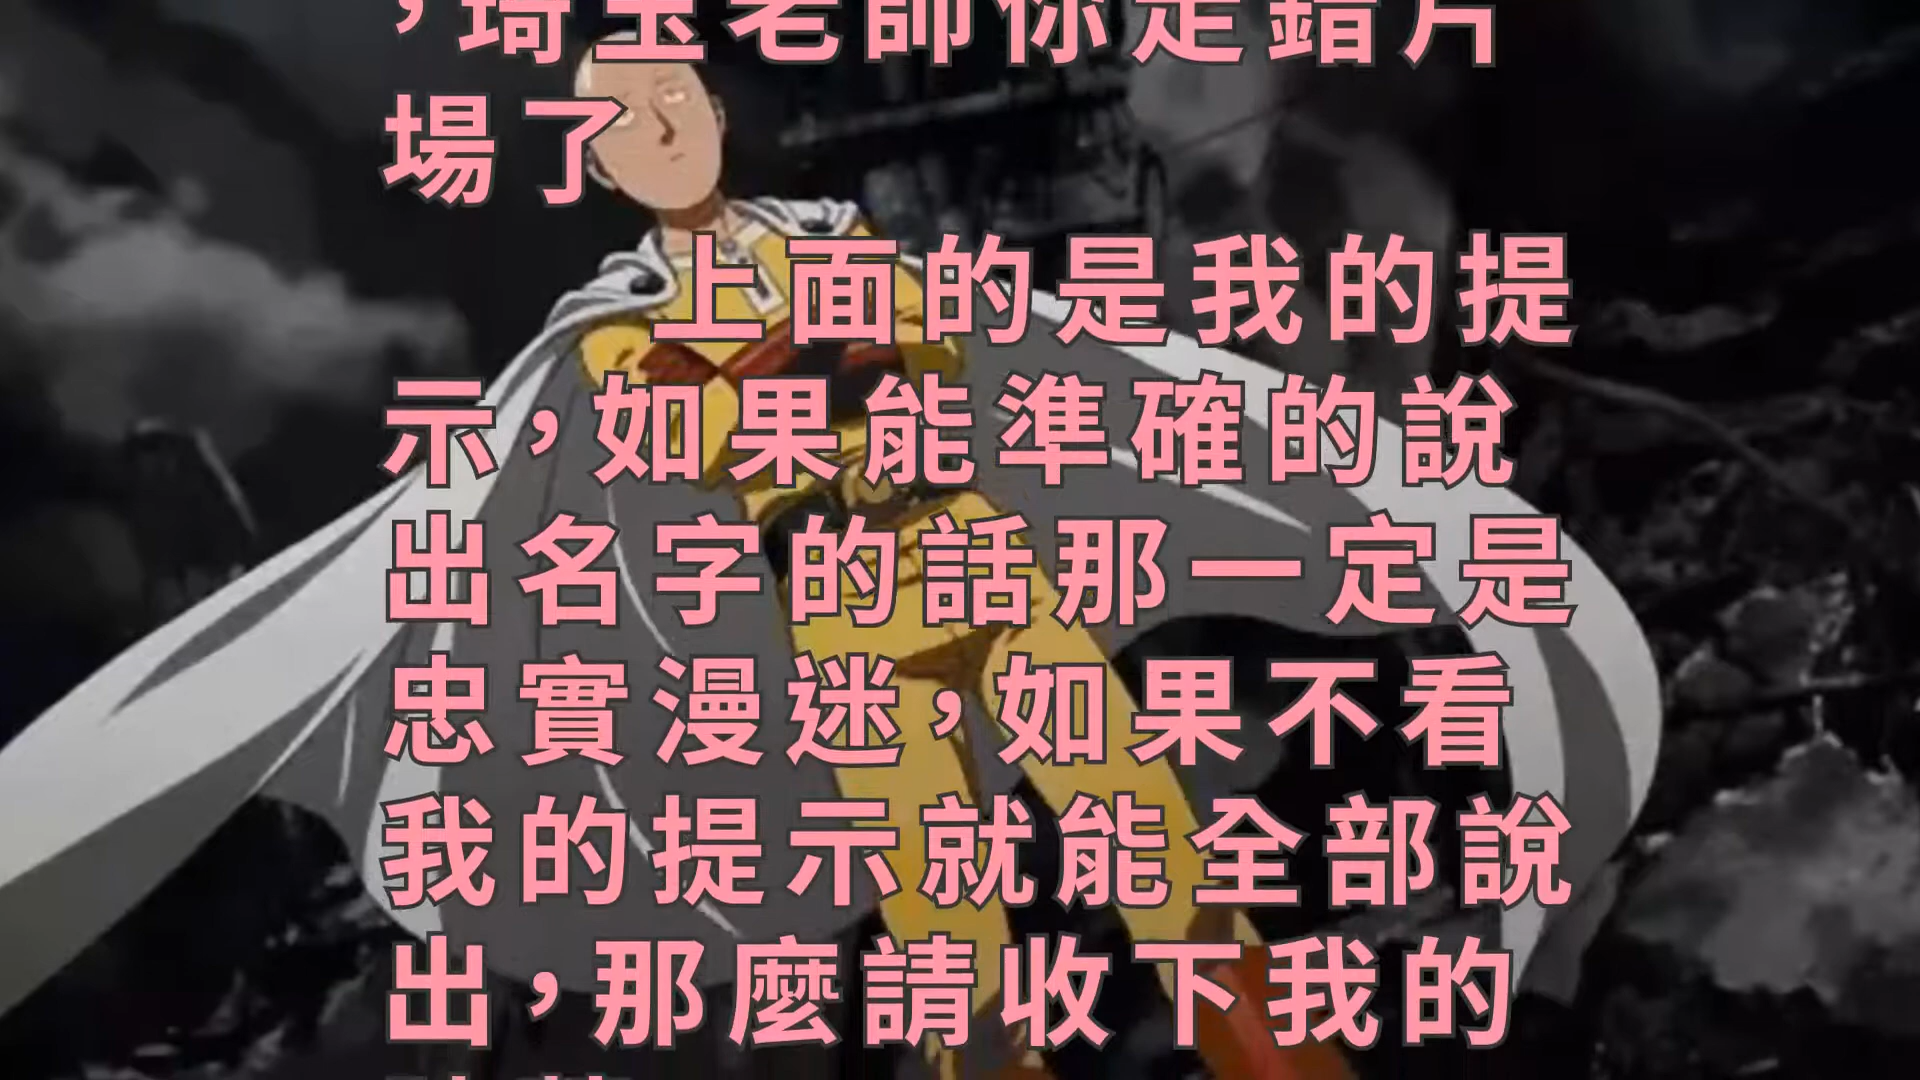 ，琦玉老師你走錯片
場了
上面的是我的提
示，如果能準確的說
出名字的話那一定是
忠實漫迷，如果不看
我的提示就能全部說
出，那麼請收下我的